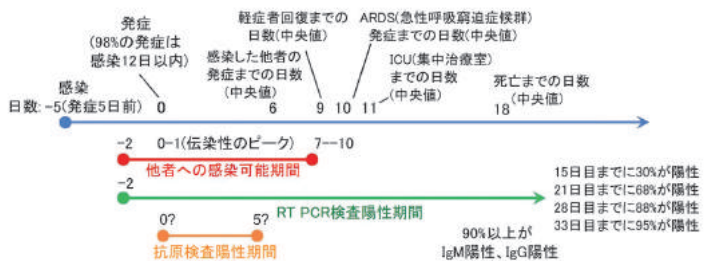 発症
(98%の発症は
感染12日以内)
軽症者回復までの
日数(中央値)
ARDS(急性呼吸窮迫症候群)
発症までの日数(中央値)
感染した他者の
発症までの日数
(中央値)
ICU(集中治療室)
までの日数
(中央値)
死亡までの日数
(中央値)
感染
日数: −5(発症5日前)
0
6
9
10
11
18
−2
0−1(伝染性のピーク)
7−−10
他者への感染可能期間
−2
RT PCR検査陽性期間
15日目までに30%が陽性
21日目までに68%が陽性
28日目までに88%が陽性
33日目までに95%が陽性
0?
5?
抗原検査陽性期間
90%以上が
IgM陽性、IgG陽性